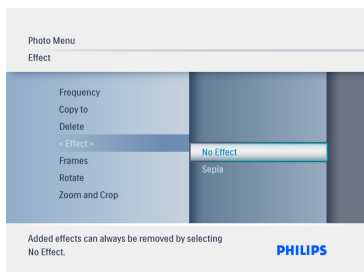 Photo Menu
Effect
Frequency
Copy to
Delete
< Effect >
Frames
Rotate
Zoom and Crop
No Effect
Sepia
Added effects can always be removed by selecting
No Effect.
PHILIPS